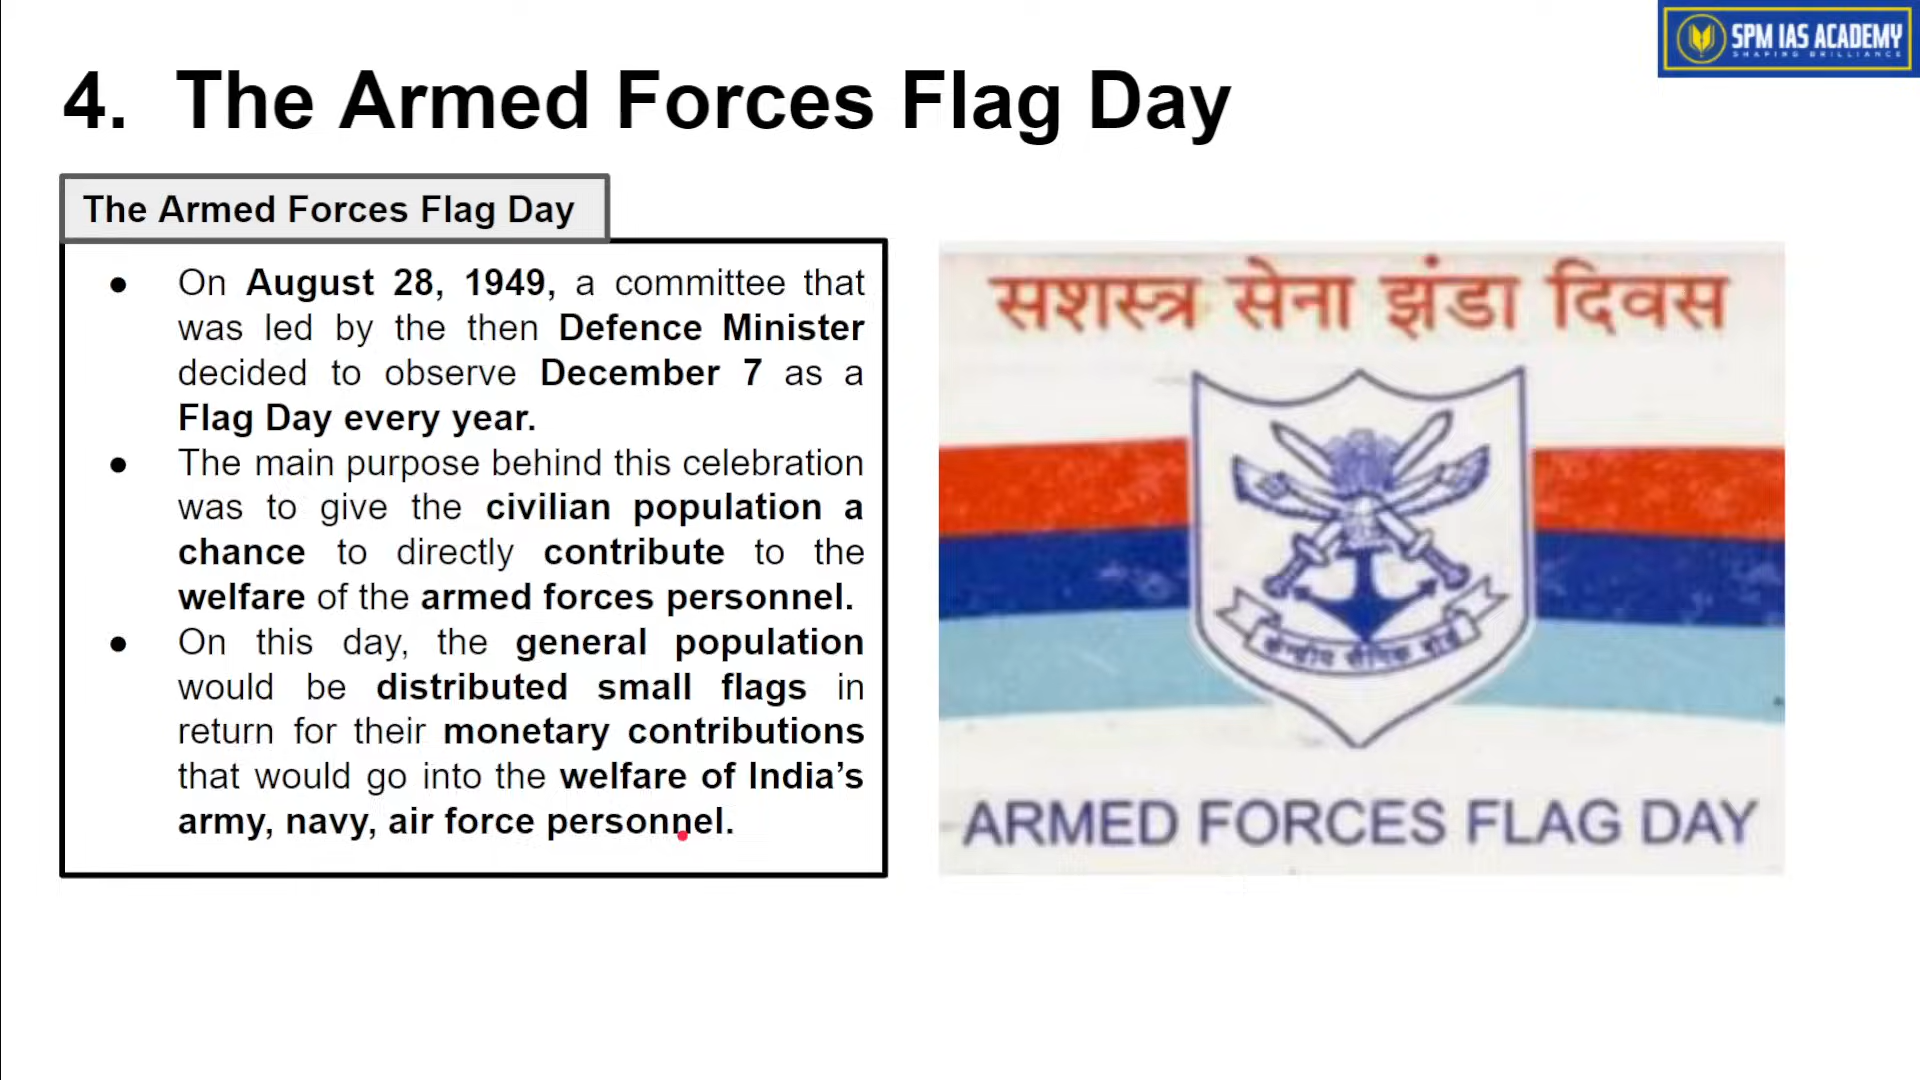 SPM IAS ACADEMY
SHAPING BRILLIANCE
4. The Armed Forces Flag Day
The Armed Forces Flag Day
● On August 28, 1949, a committee that
was led by the then Defence Minister
decided to observe December 7 as a
Flag Day every year.
● The main purpose behind this celebration
was to give the civilian population a
chance to directly contribute to the
welfare of the armed forces personnel.
● On this day, the general population
would be distributed small flags in
return for their monetary contributions
that would go into the welfare of India’s
army, navy, air force personnel.
सशस्त्र सेना झंडा दिवस
केन्द्रीय सैनिक बोर्ड
ARMED FORCES FLAG DAY